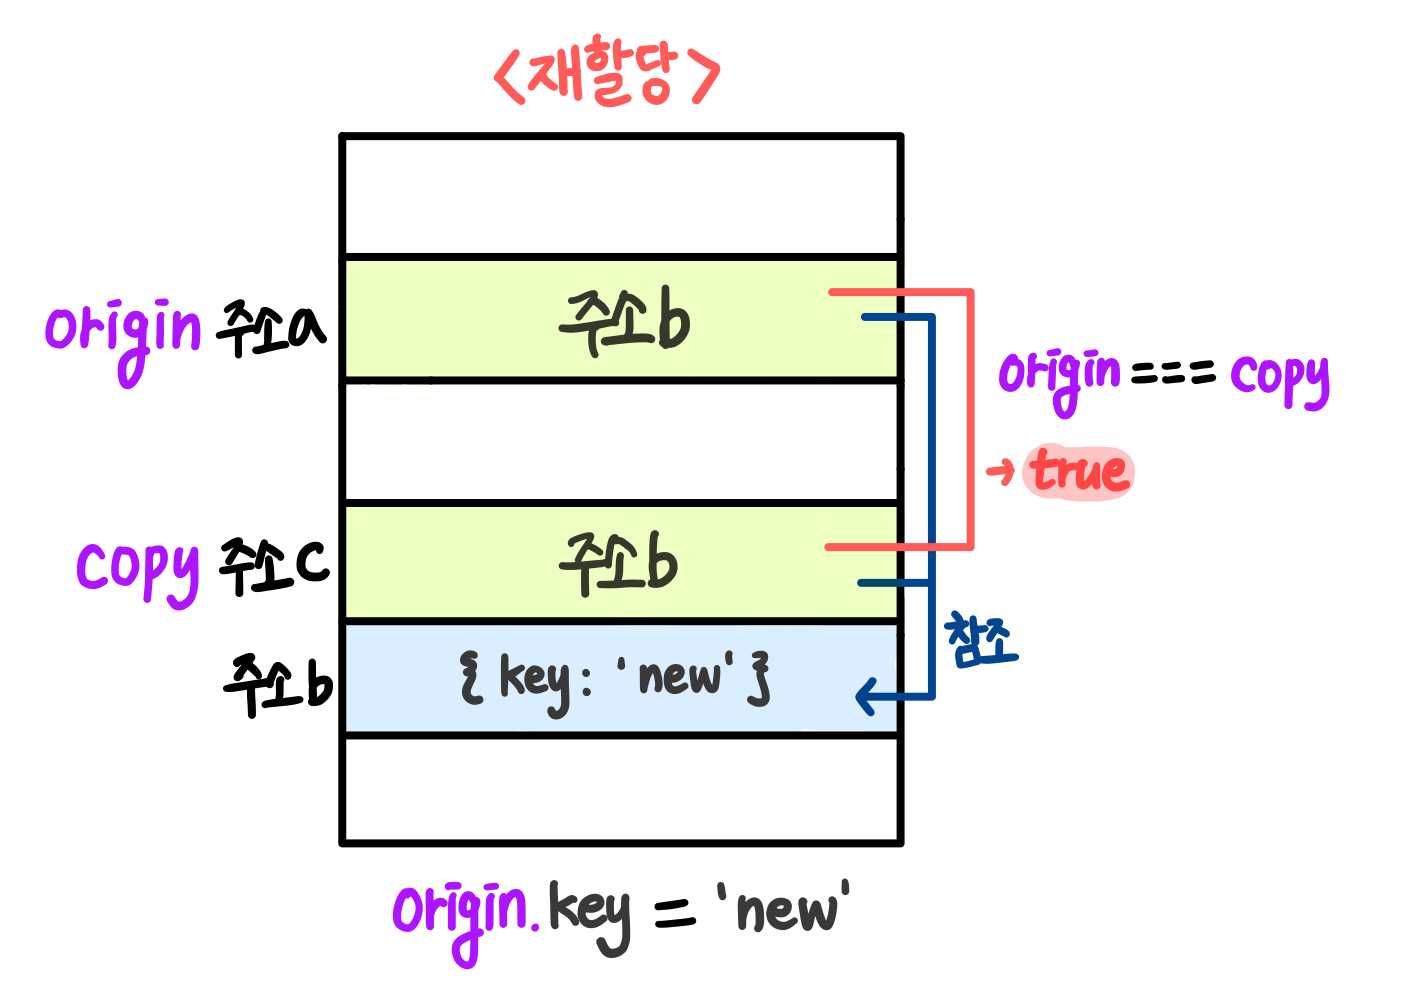 <재할당>
origin 주소a
주소b
origin === copy
→ true
copy 주소c
주소b
참조
주소b
{ key: 'new' }
origin.key = 'new'